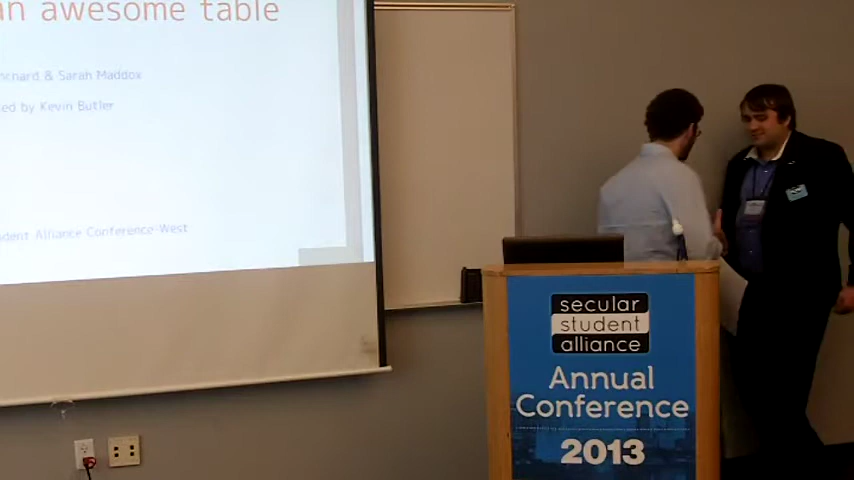 an awesome table
nchard & Sarah Maddox
ed by Kevin Butler
dent Alliance Conference-West
secular
student
alliance
Annual
Conference
2013